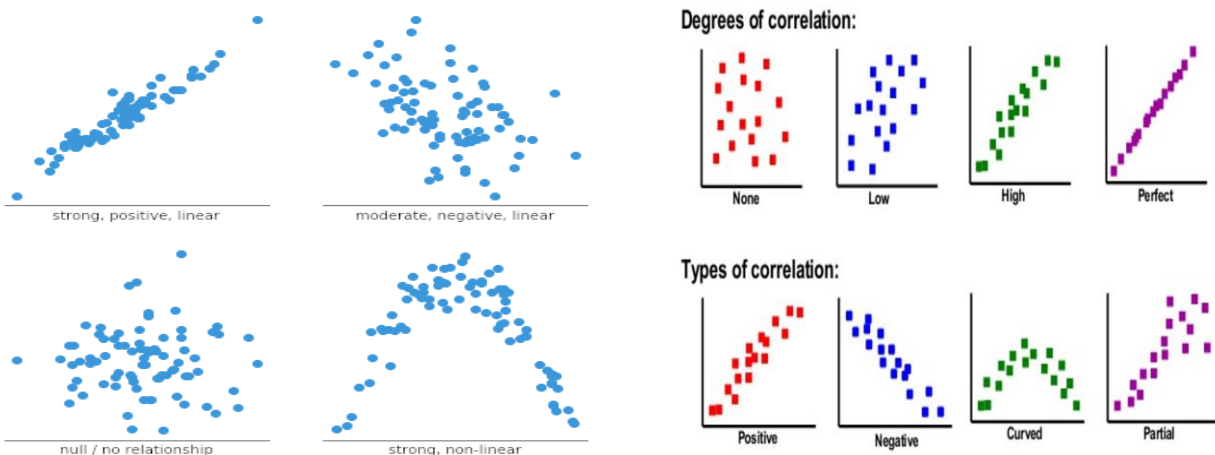 strong, positive, linear
moderate, negative, linear
null / no relationship
strong, non-linear
Degrees of correlation:
None
Low
High
Perfect
Types of correlation:
Positive
Negative
Curved
Partial